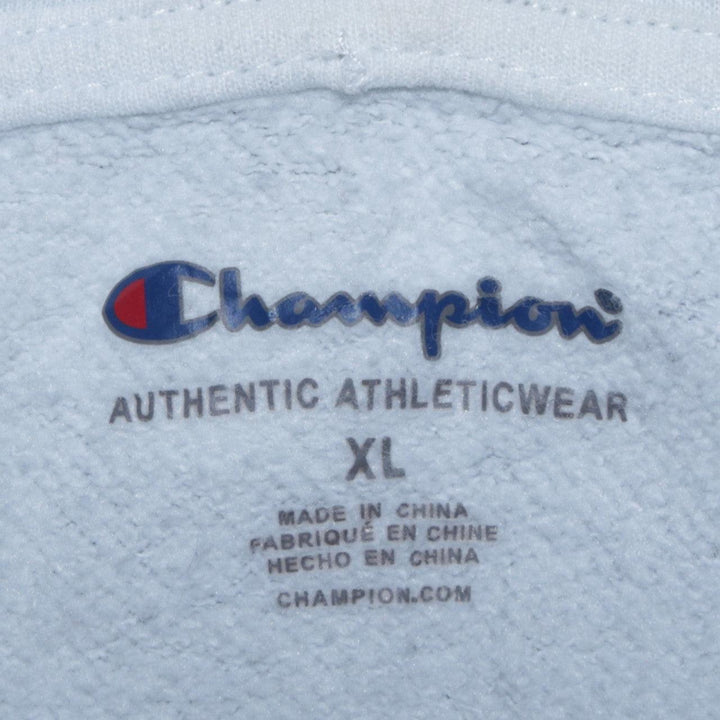 Champion
AUTHENTIC ATHLETICWEAR
XL
MADE IN CHINA
FABRIQUÉ EN CHINE
HECHO EN CHINA
CHAMPION.COM